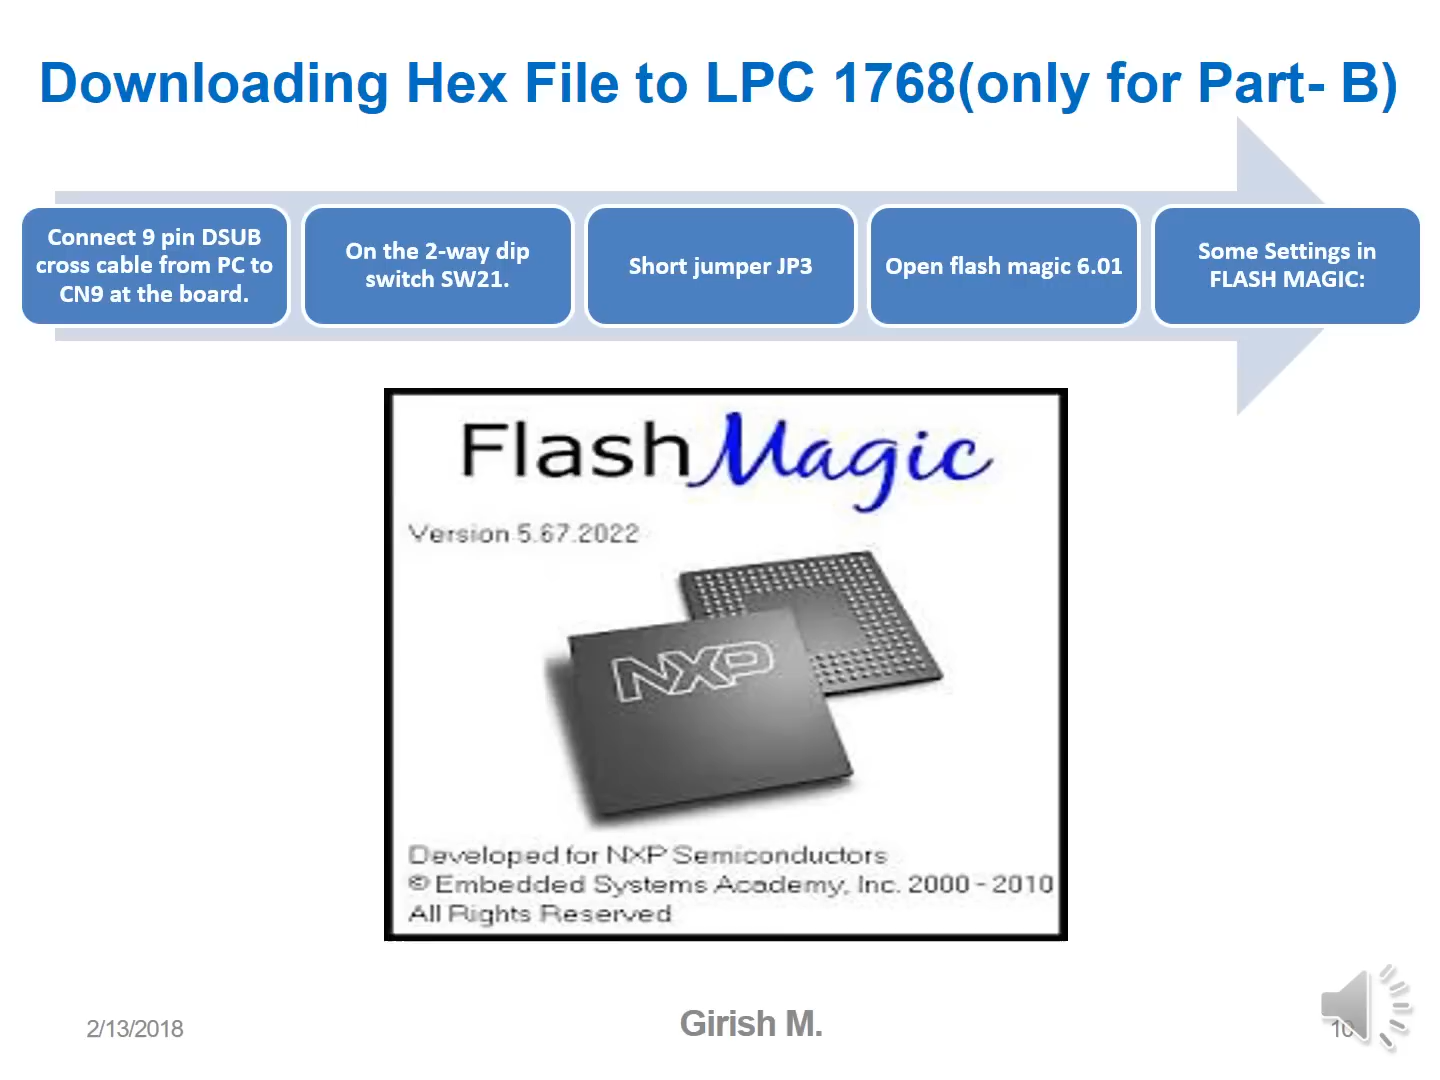 Downloading Hex File to LPC 1768(only for Part- B)
Connect 9 pin DSUB
cross cable from PC to
CN9 at the board.
On the 2-way dip
switch SW21.
Short jumper JP3
Open flash magic 6.01
Some Settings in
FLASH MAGIC:
Flash Magic
Version 5.67.2022
NXP
Developed for NXP Semiconductors
© Embedded Systems Academy, Inc. 2000 - 2010
All Rights Reserved
2/13/2018
Girish M.
10